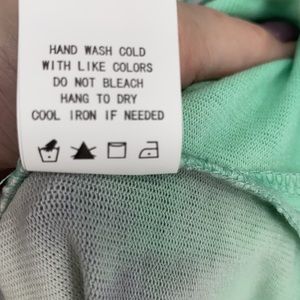 HAND WASH COLD
WITH LIKE COLORS
DO NOT BLEACH
HANG TO DRY
COOL IRON IF NEEDED